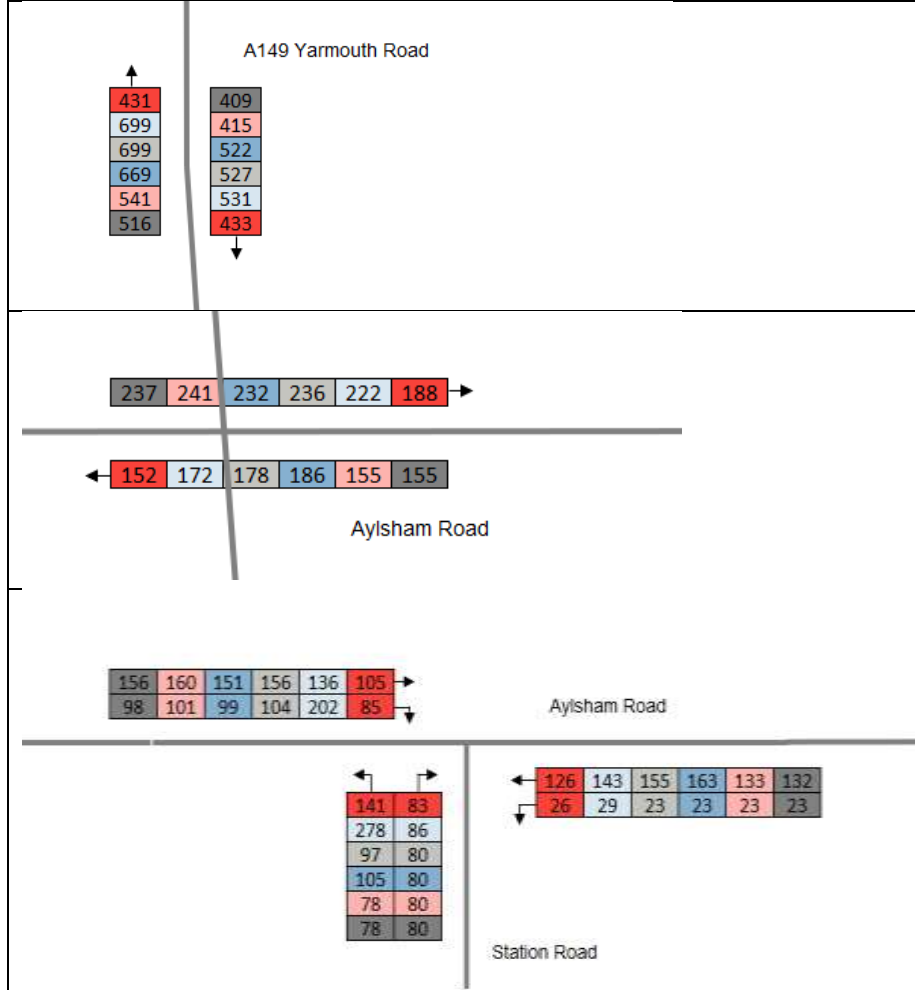 A149 Yarmouth Road
431 409
699 415
699 522
669 527
541 531
516 433
237 241 232 236 222 188
152 172 178 186 155 155
Aylsham Road
156 160 151 156 136 105
98 101 99 104 202 85
Aylsham Road
126 143 155 163 133 132
26 29 23 23 23 23
141 83
278 86
97 80
105 80
78 80
78 80
Station Road